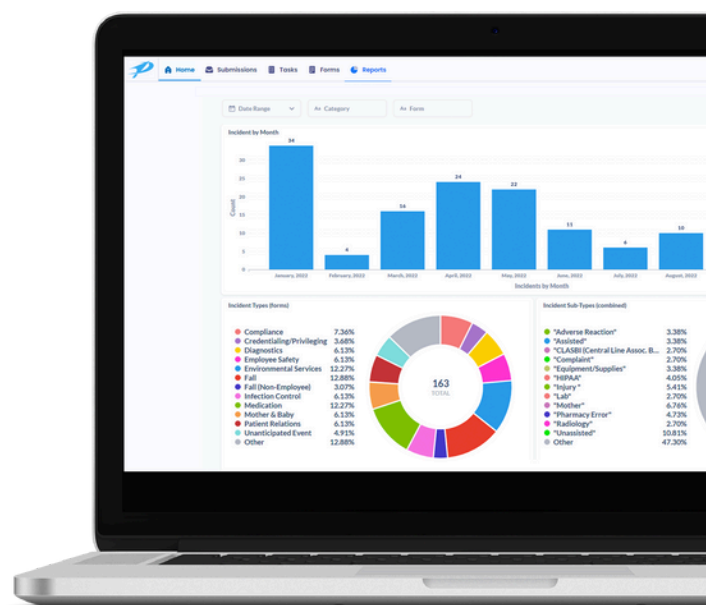 Home Submissions Tasks Forms Reports
Date Range Category Form
Incident by Month
34
4
16
24
22
11
4
10
30
25
20
15
10
5
0
Count
January, 2022 February, 2022 March, 2022 April, 2022 May, 2022 June, 2022 July, 2022 August, 2022
Incidents by Month
Incident Types (forms)
Compliance 7.36%
Credentialing/Privileging 3.68%
Diagnostics 6.13%
Employee Safety 6.13%
Environmental Services 12.27%
Fall 12.88%
Fall (Non-Employee) 3.07%
Infection Control 6.13%
Medication 12.27%
Mother & Baby 6.13%
Patient Relations 6.13%
Unanticipated Event 4.91%
Other 12.88%
163
TOTAL
Incident Sub-Types (combined)
"Adverse Reaction" 3.38%
"Assisted" 3.38%
"CLASBI (Central Line Assoc. B... 2.70%
"Complaint" 2.70%
"Equipment/Supplies" 3.38%
"HIPAA" 4.05%
"Injury " 5.41%
"Lab" 2.70%
"Mother" 6.76%
"Pharmacy Error" 4.73%
"Radiology" 2.70%
"Unassisted" 10.81%
Other 47.30%